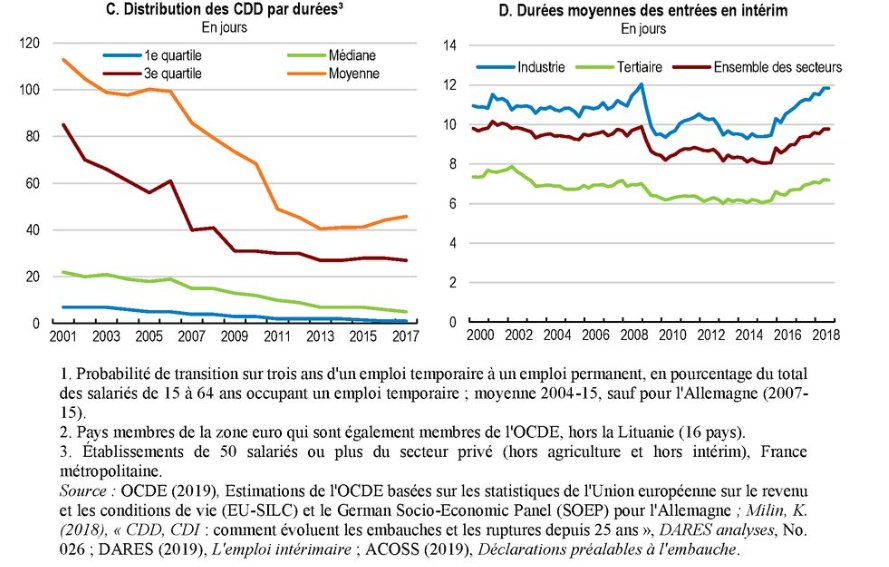 C. Distribution des CDD par durées³
En jours
1e quartile
Médiane
3e quartile
Moyenne
120
100
80
60
40
20
0
2001 2003 2005 2007 2009 2011 2013 2015 2017
D. Durées moyennes des entrées en intérim
En jours
Industrie
Tertiaire
Ensemble des secteurs
14
12
10
8
6
4
2
0
2000 2002 2004 2006 2008 2010 2012 2014 2016 2018
1. Probabilité de transition sur trois ans d'un emploi temporaire à un emploi permanent, en pourcentage du total
des salariés de 15 à 64 ans occupant un emploi temporaire ; moyenne 2004-15, sauf pour l'Allemagne (2007-
15).
2. Pays membres de la zone euro qui sont également membres de l'OCDE, hors la Lituanie (16 pays).
3. Établissements de 50 salariés ou plus du secteur privé (hors agriculture et hors intérim), France
métropolitaine.
Source : OCDE (2019), Estimations de l'OCDE basées sur les statistiques de l'Union européenne sur le revenu
et les conditions de vie (EU-SILC) et le German Socio-Economic Panel (SOEP) pour l'Allemagne ; Milin, K.
(2018), « CDD, CDI : comment évoluent les embauches et les ruptures depuis 25 ans », DARES analyses, No.
026 ; DARES (2019), L'emploi intérimaire ; ACOSS (2019), Déclarations préalables à l'embauche.